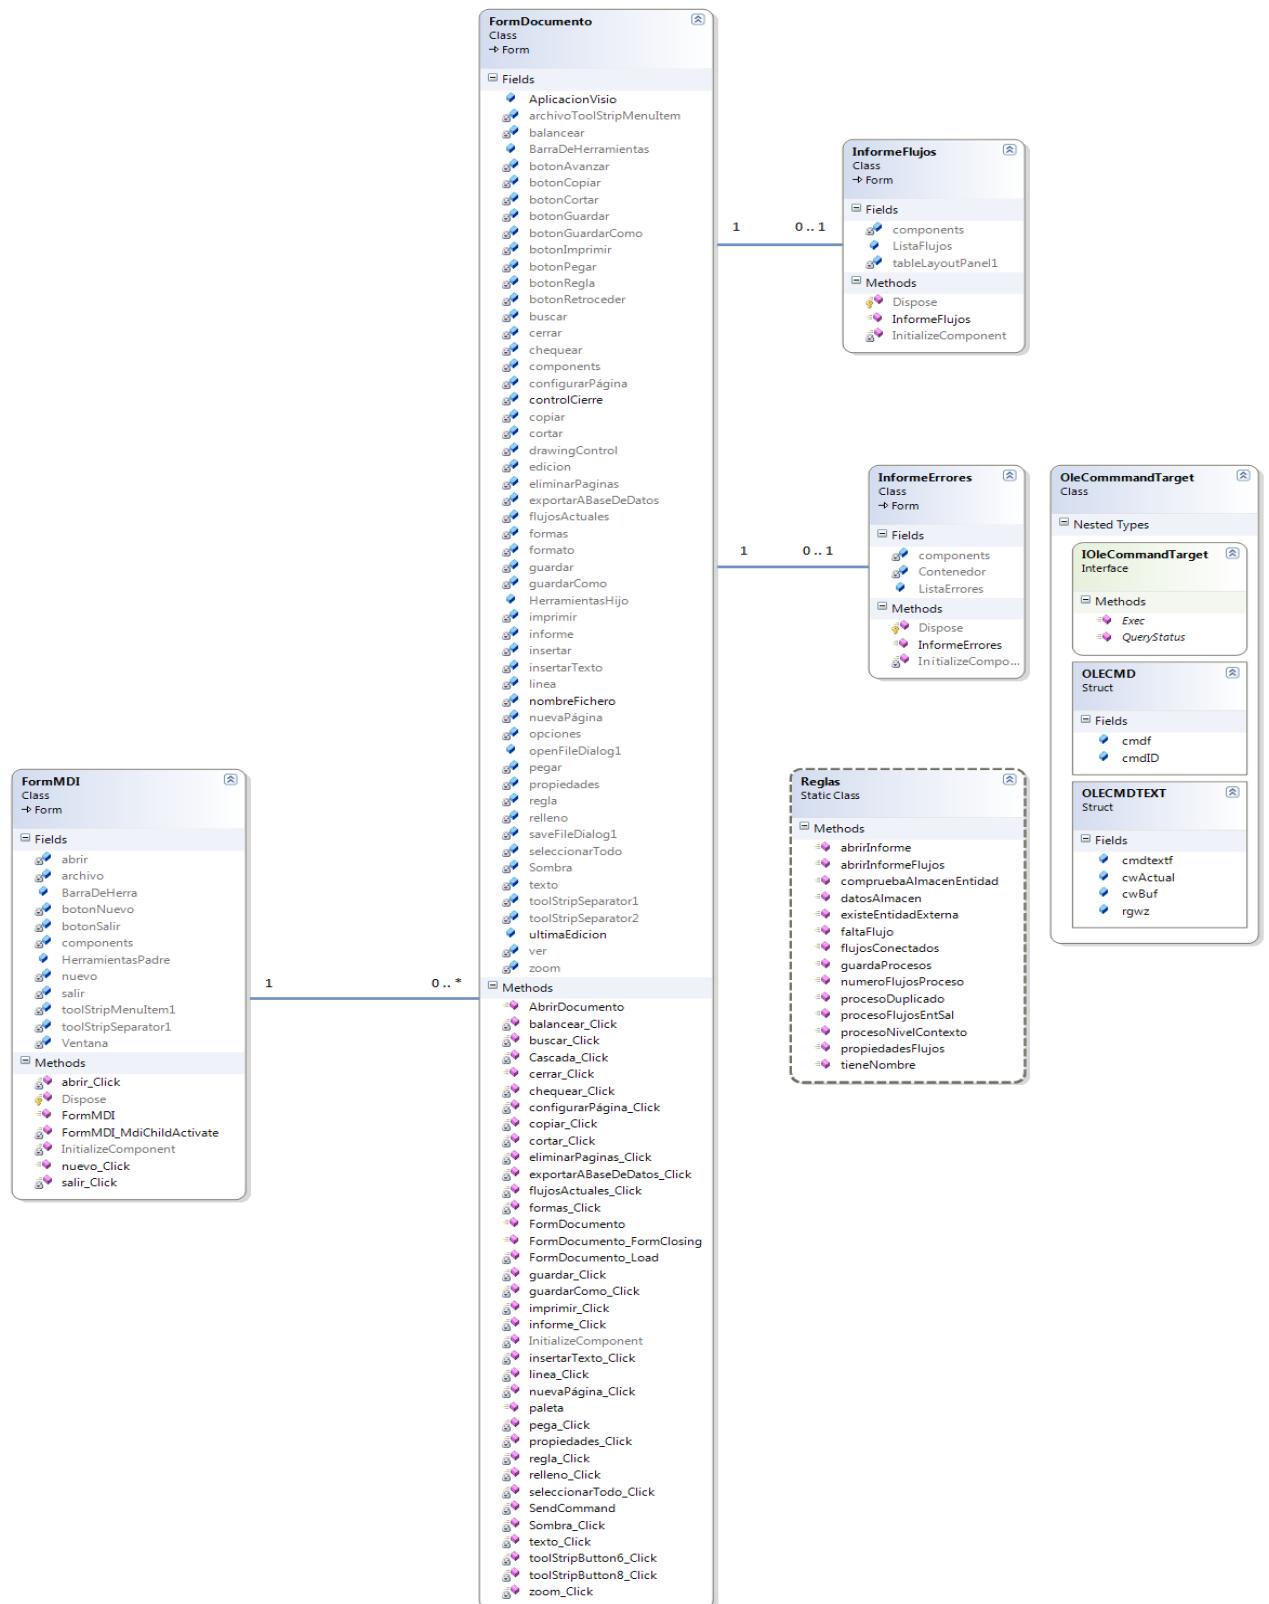 FormDocumento
Class
Form
Fields
AplicacionVisio
archivoToolStripMenuItem
balancear
BarraDeHerramientas
botonAvanzar
botonCopiar
botonCortar
botonGuardar
botonGuardarComo
botonImprimir
botonPegar
botonRegla
botonRetroceder
buscar
cerrar
chequear
components
configurarPágina
controlCierre
copiar
cortar
drawingControl
edicion
eliminarPaginas
exportarABaseDeDatos
flujosActuales
formas
formato
guardar
guardarComo
HerramientasHijo
imprimir
informe
insertar
insertarTexto
linea
nombreFichero
nuevaPágina
opciones
openFileDialog1
pegar
propiedades
regla
relleno
saveFileDialog1
seleccionarTodo
Sombra
texto
toolStripSeparator1
toolStripSeparator2
ultimaEdicion
ver
zoom
Methods
AbrirDocumento
balancear_Click
buscar_Click
Cascada_Click
cerrar_Click
chequear_Click
configurarPágina_Click
copiar_Click
cortar_Click
eliminarPaginas_Click
exportarABaseDeDatos_Click
flujosActuales_Click
formas_Click
FormDocumento
FormDocumento_FormClosing
FormDocumento_Load
guardar_Click
guardarComo_Click
imprimir_Click
informe_Click
InitializeComponent
insertarTexto_Click
linea_Click
nuevaPágina_Click
paleta
pega_Click
propiedades_Click
regla_Click
relleno_Click
seleccionarTodo_Click
SendCommand
Sombra_Click
texto_Click
toolStripButton6_Click
toolStripButton8_Click
zoom_Click
1 0 .. 1
InformeFlujos
Class
Form
Fields
components
ListaFlujos
tableLayoutPanel1
Methods
Dispose
InformeFlujos
InitializeComponent
1 0 .. 1
InformeErrores
Class
Form
Fields
components
Contenedor
ListaErrores
Methods
Dispose
InformeErrores
InitializeCompo...
OleCommmandTarget
Class
Nested Types
IOleCommandTarget
Interface
Methods
Exec
QueryStatus
OLECMD
Struct
Fields
cmdf
cmdID
OLECMDTEXT
Struct
Fields
cmdtextf
cwActual
cwBuf
rgwz
FormMDI
Class
Form
Fields
abrir
archivo
BarraDeHerra
botonNuevo
botonSalir
components
HerramientasPadre
nuevo
salir
toolStripMenuItem1
toolStripSeparator1
Ventana
Methods
abrir_Click
Dispose
FormMDI
FormMDI_MdiChildActivate
InitializeComponent
nuevo_Click
salir_Click
1 0 .. *
Reglas
Static Class
Methods
abrirInforme
abrirInformeFlujos
compruebaAlmacenEntidad
datosAlmacen
existeEntidadExterna
faltaFlujo
flujosConectados
guardaProcesos
numeroFlujosProceso
procesoDuplicado
procesoFlujosEntSal
procesoNivelContexto
propiedadesFlujos
tieneNombre